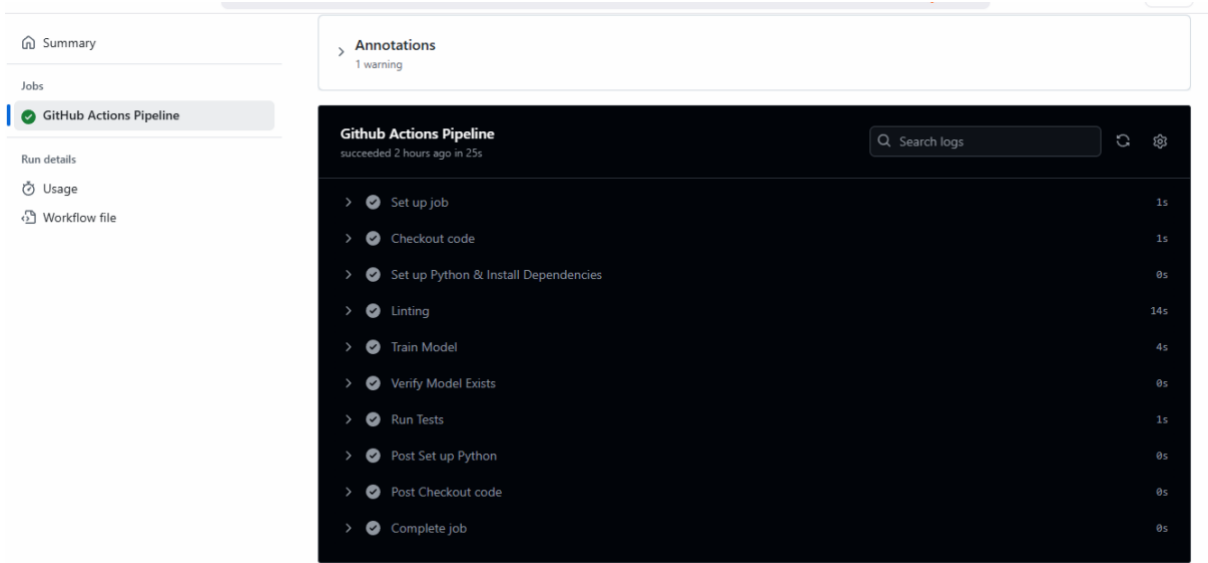 Summary
Jobs
GitHub Actions Pipeline
Run details
Usage
Workflow file
Annotations
1 warning
Github Actions Pipeline
succeeded 2 hours ago in 25s
Search logs
Set up job 1s
Checkout code 1s
Set up Python & Install Dependencies 0s
Linting 14s
Train Model 4s
Verify Model Exists 0s
Run Tests 1s
Post Set up Python 0s
Post Checkout code 0s
Complete job 0s